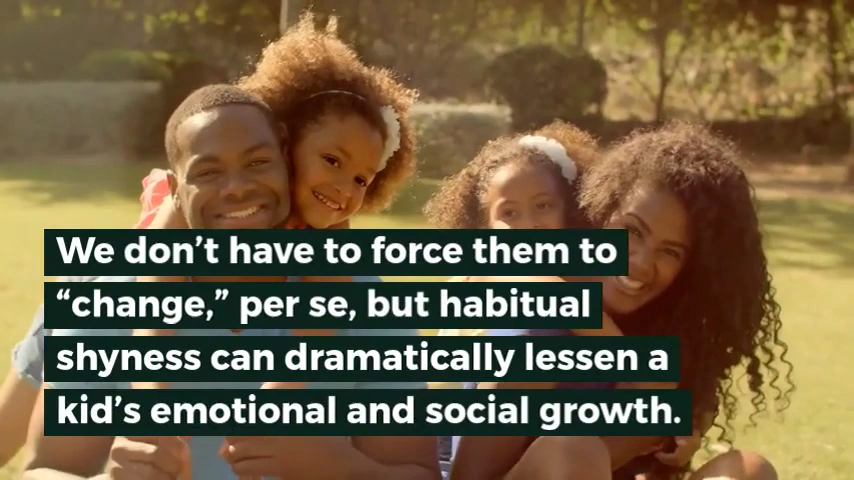 We don’t have to force them to
“change,” per se, but habitual
shyness can dramatically lessen a
kid’s emotional and social growth.